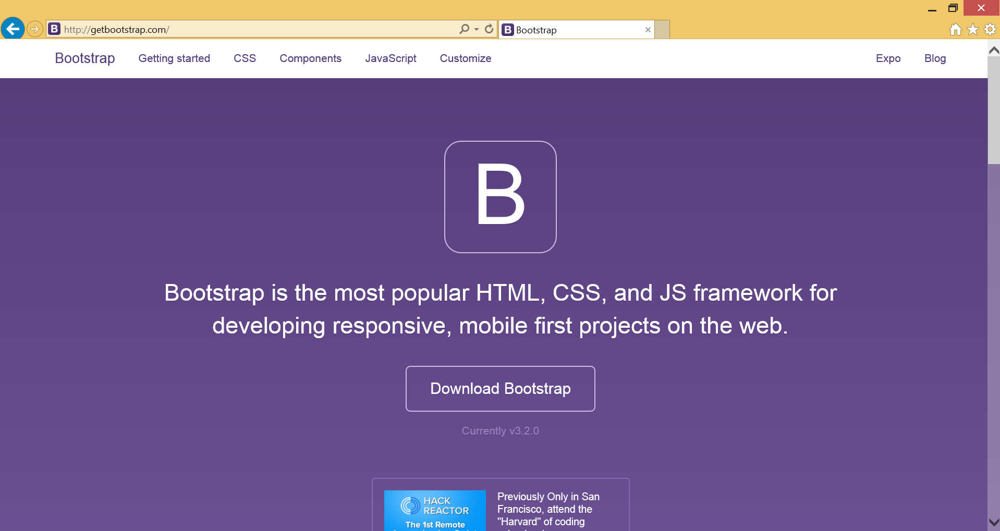 B http://getbootstrap.com/
B Bootstrap
Bootstrap Getting started CSS Components JavaScript Customize Expo Blog
B
Bootstrap is the most popular HTML, CSS, and JS framework for
developing responsive, mobile first projects on the web.
Download Bootstrap
Currently v3.2.0
HACK
REACTOR
The 1st Remote
Previously Only in San
Francisco, attend the
"Harvard" of coding